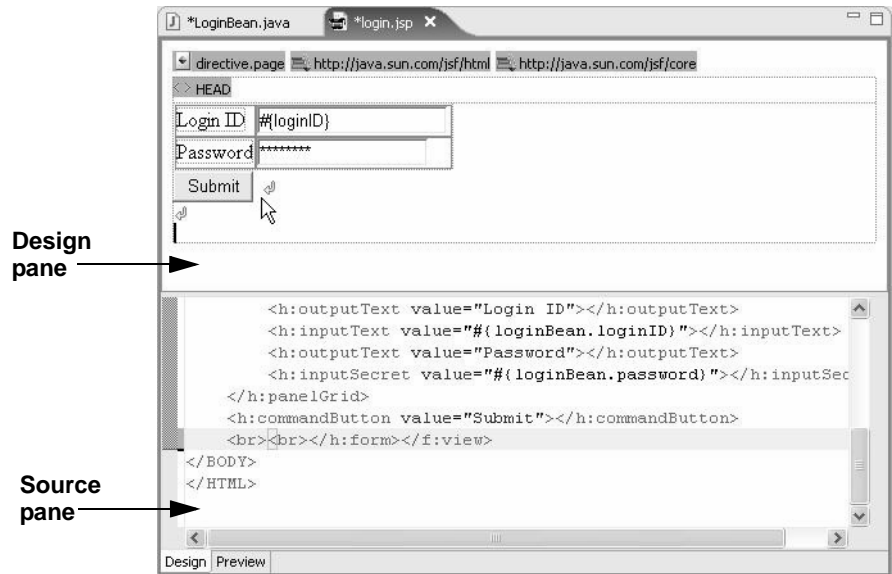 *LoginBean.java *login.jsp
directive.page http://java.sun.com/jsf/html http://java.sun.com/jsf/core
<> HEAD
Login ID #{loginID}
Password ********
Submit
Design
pane
<h:outputText value="Login ID"></h:outputText>
<h:inputText value="#{loginBean.loginID}"></h:inputText>
<h:outputText value="Password"></h:outputText>
<h:inputSecret value="#{loginBean.password}"></h:inputSec
</h:panelGrid>
<h:commandButton value="Submit"></h:commandButton>
<br><br></h:form></f:view>
</BODY>
</HTML>
Source
pane
Design Preview